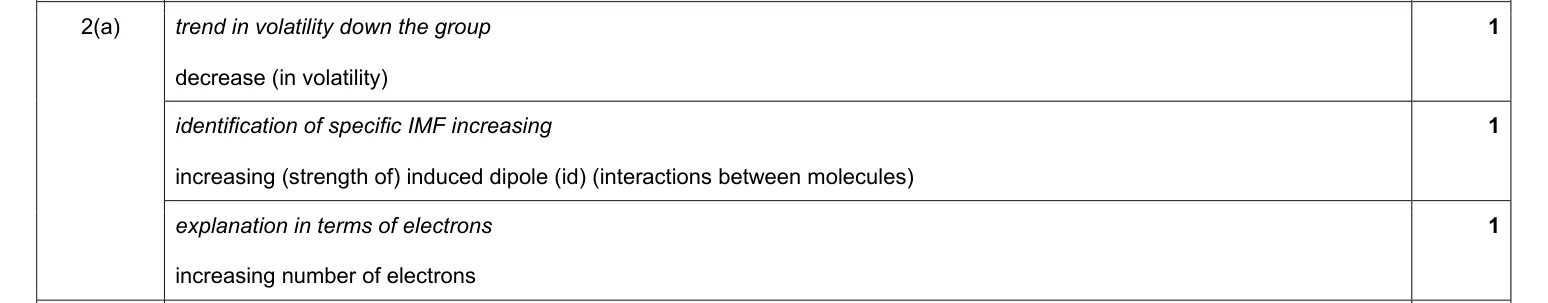 2(a)
trend in volatility down the group
1
decrease (in volatility)
identification of specific IMF increasing
1
increasing (strength of) induced dipole (id) (interactions between molecules)
explanation in terms of electrons
1
increasing number of electrons